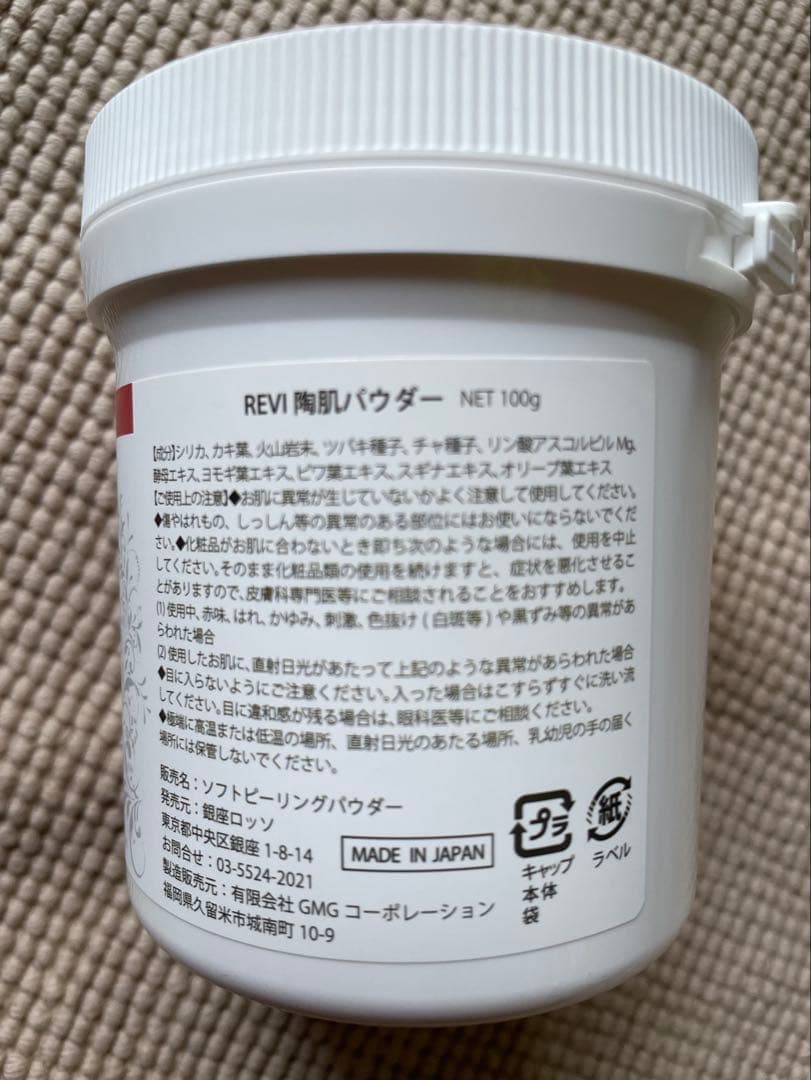 REVI 陶肌パウダー NET 100g
【成分】シリカ、カキ葉、火山岩末、ツバキ種子、チャ種子、リン酸アスコルビル Mg、
酵母エキス、ヨモギ葉エキス、ビワ葉エキス、スギナエキス、オリーブ葉エキス
【ご使用上の注意】◆お肌に異常が生じていないかよく注意して使用してください。
◆傷やはれもの、しっしん等の異常のある部位にはお使いにならないでくだ
さい。◆化粧品がお肌に合わないとき即ち次のような場合には、使用を中止
してください。そのまま化粧品類の使用を続けますと、症状を悪化させるこ
とがありますので、皮膚科専門医等にご相談されることをおすすめします。
(1) 使用中、赤味、はれ、かゆみ、刺激、色抜け ( 白斑等 ) や黒ずみ等の異常があ
らわれた場合
(2) 使用したお肌に、直射日光があたって上記のような異常があらわれた場合
◆目に入らないようにご注意ください。入った場合はこすらずすぐに洗い流
してください。目に違和感が残る場合は、眼科医等にご相談ください。
◆極端に高温または低温の場所、直射日光のあたる場所、乳幼児の手の届く
場所には保管しないでください。
販売名：ソフトピーリングパウダー
発売元：銀座ロッソ
東京都中央区銀座 1-8-14
お問合せ：03-5524-2021
製造販売元：有限会社 GMG コーポレーション
福岡県久留米市城南町 10-9
MADE IN JAPAN
プラ
キャップ
本体
袋
紙
ラベル